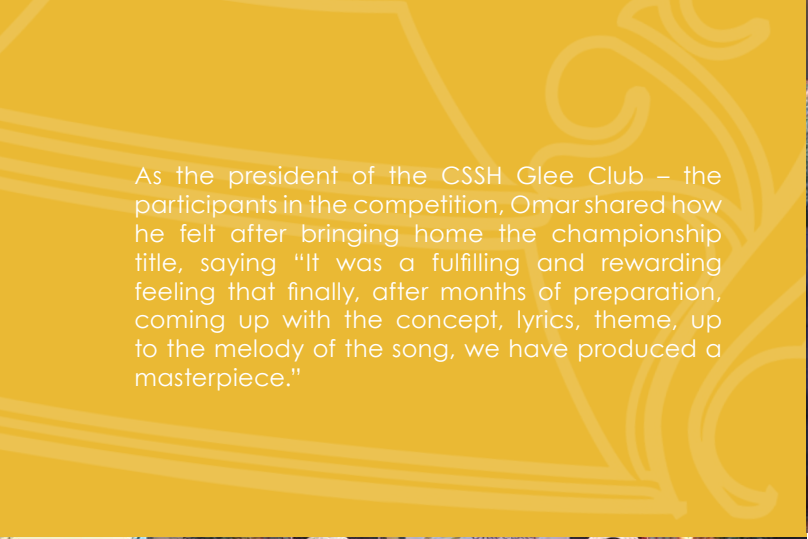 As the president of the CSSH Glee Club – the
participants in the competition, Omar shared how
he felt after bringing home the championship
title, saying “It was a fulfilling and rewarding
feeling that finally, after months of preparation,
coming up with the concept, lyrics, theme, up
to the melody of the song, we have produced a
masterpiece.”